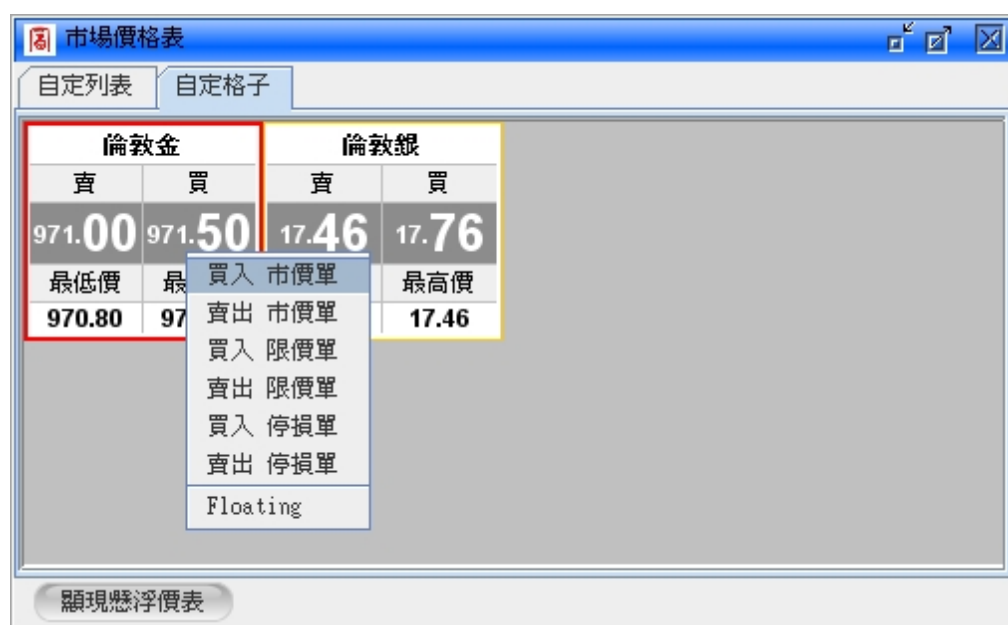 市場價格表
自定列表 自定格子
倫敦金 倫敦銀
賣 買 賣 買
971.00 971.50 17.46 17.76
最低價 最 最高價
970.80 97 17.46
買入 市價單
賣出 市價單
買入 限價單
賣出 限價單
買入 停損單
賣出 停損單
Floating
顯現懸浮價表